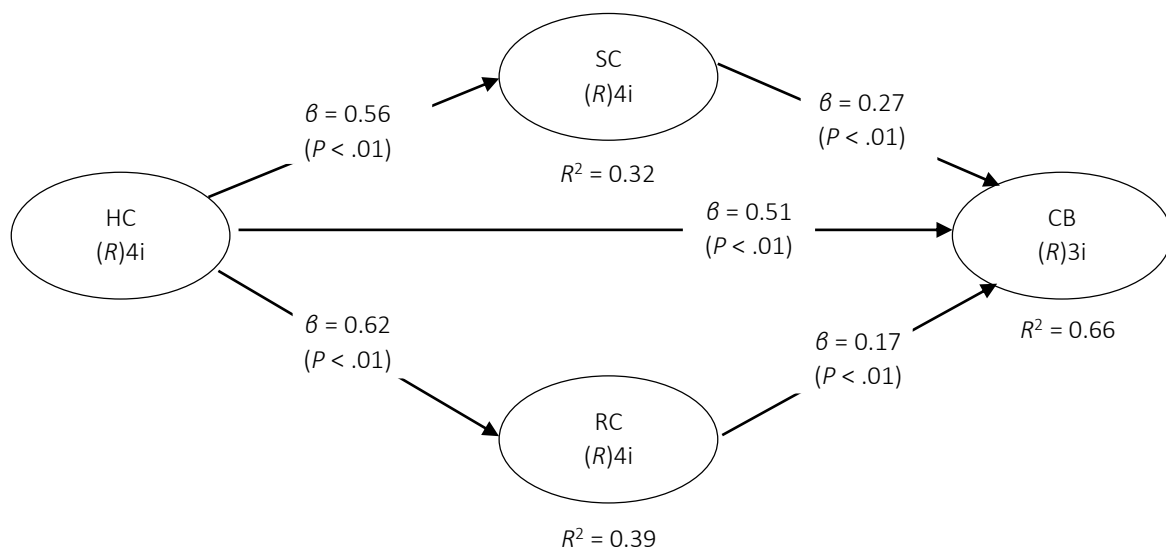 SC
(R)4i
β = 0.56
(P < .01)
β = 0.27
(P < .01)
R² = 0.32
HC
(R)4i
β = 0.51
(P < .01)
CB
(R)3i
β = 0.62
(P < .01)
R² = 0.66
β = 0.17
(P < .01)
RC
(R)4i
R² = 0.39